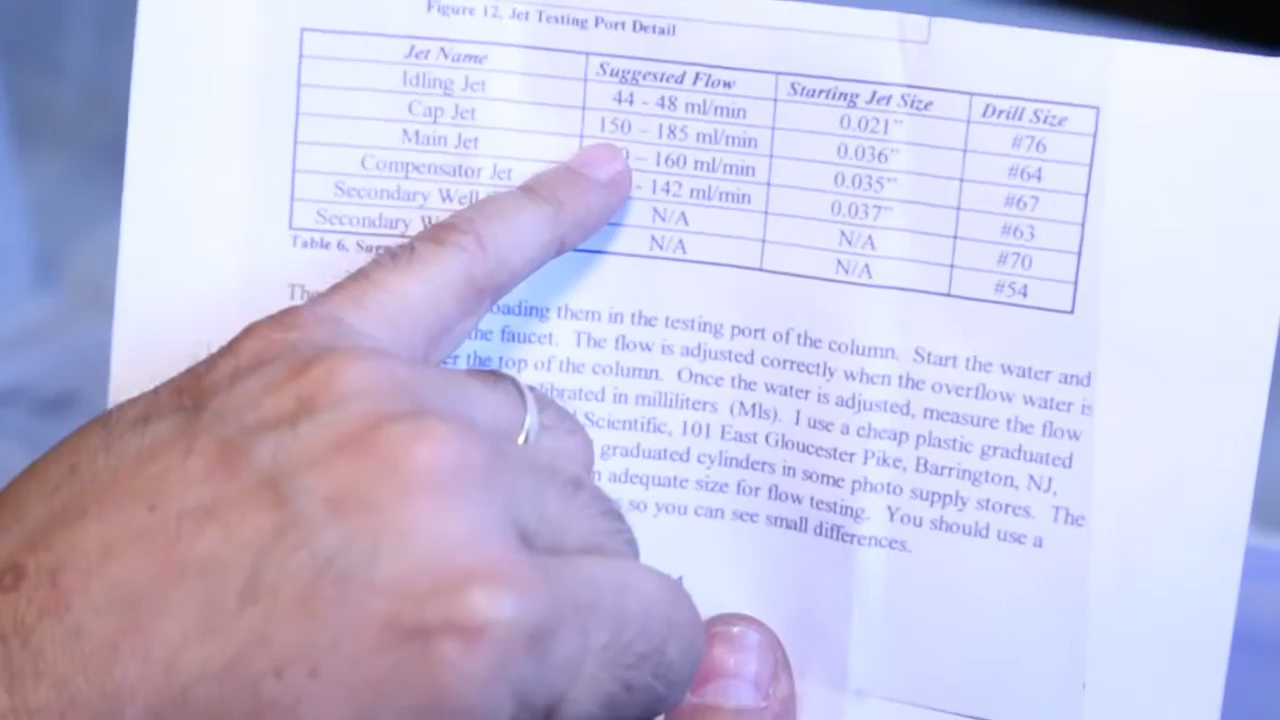 Figure 12. Jet Testing Port Detail
Jet Name Suggested Flow Starting Jet Size Drill Size
Idling Jet 44 - 48 ml/min 0.021" #76
Cap Jet 150 - 185 ml/min 0.036" #64
Main Jet – 160 ml/min 0.035" #67
Compensator Jet - 142 ml/min 0.037" #63
Secondary Well N/A N/A #70
Secondary N/A N/A #54
Table 6.
them in the testing port of the column. Start the water and
the faucet. The flow is adjusted correctly when the overflow water is
the top of the column. Once the water is adjusted, measure the flow
in milliliters (Mls). I use a cheap plastic graduated
Scientific, 101 East Gloucester Pike, Barrington, NJ,
graduated cylinders in some photo supply stores. The
adequate size for flow testing. You should use a
so you can see small differences.